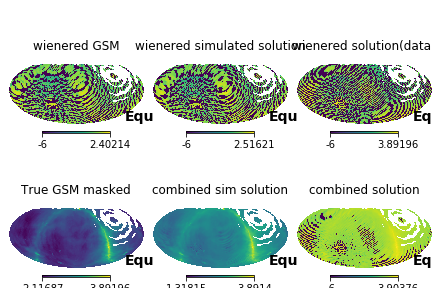 wienered GSM wienered simulated solution wienered solution(data
Equ Equ Equ
-6 2.40214 -6 2.51621 -6 3.89196
True GSM masked combined sim solution combined solution
Equ Equ Equ
2.11687 3.89196 1.31815 3.8914 6 3.90376